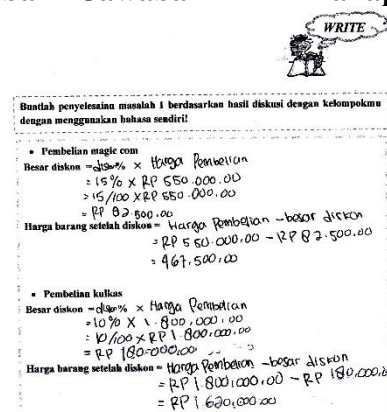 WRITE
Buatlah penyelesaian masalah 1 berdasarkan hasil diskusi dengan kelompokmu
dengan menggunakan bahasa sendiri!
• Pembelian magic com
Besar diskon = diskon% × Harga Pembelian
= 15% × RP 550.000.00
= 15/100 × RP 550.000.00
= RP 82.500.00
Harga barang setelah diskon = Harga Pembelian - besar diskon
= RP 550.000.00 - RP 82.500.00
= 467.500,00
▪ Pembelian kulkas
Besar diskon = diskon% × Harga Pembelian
= 10% × 1.800.000,00
= 10/100 × RP 1.800.000.00
= RP 180.000,00
Harga barang setelah diskon = Harga Pembelian - besar diskon
= RP 1.800.000,00 - RP 180.000,0
= RP 1.620.000.00